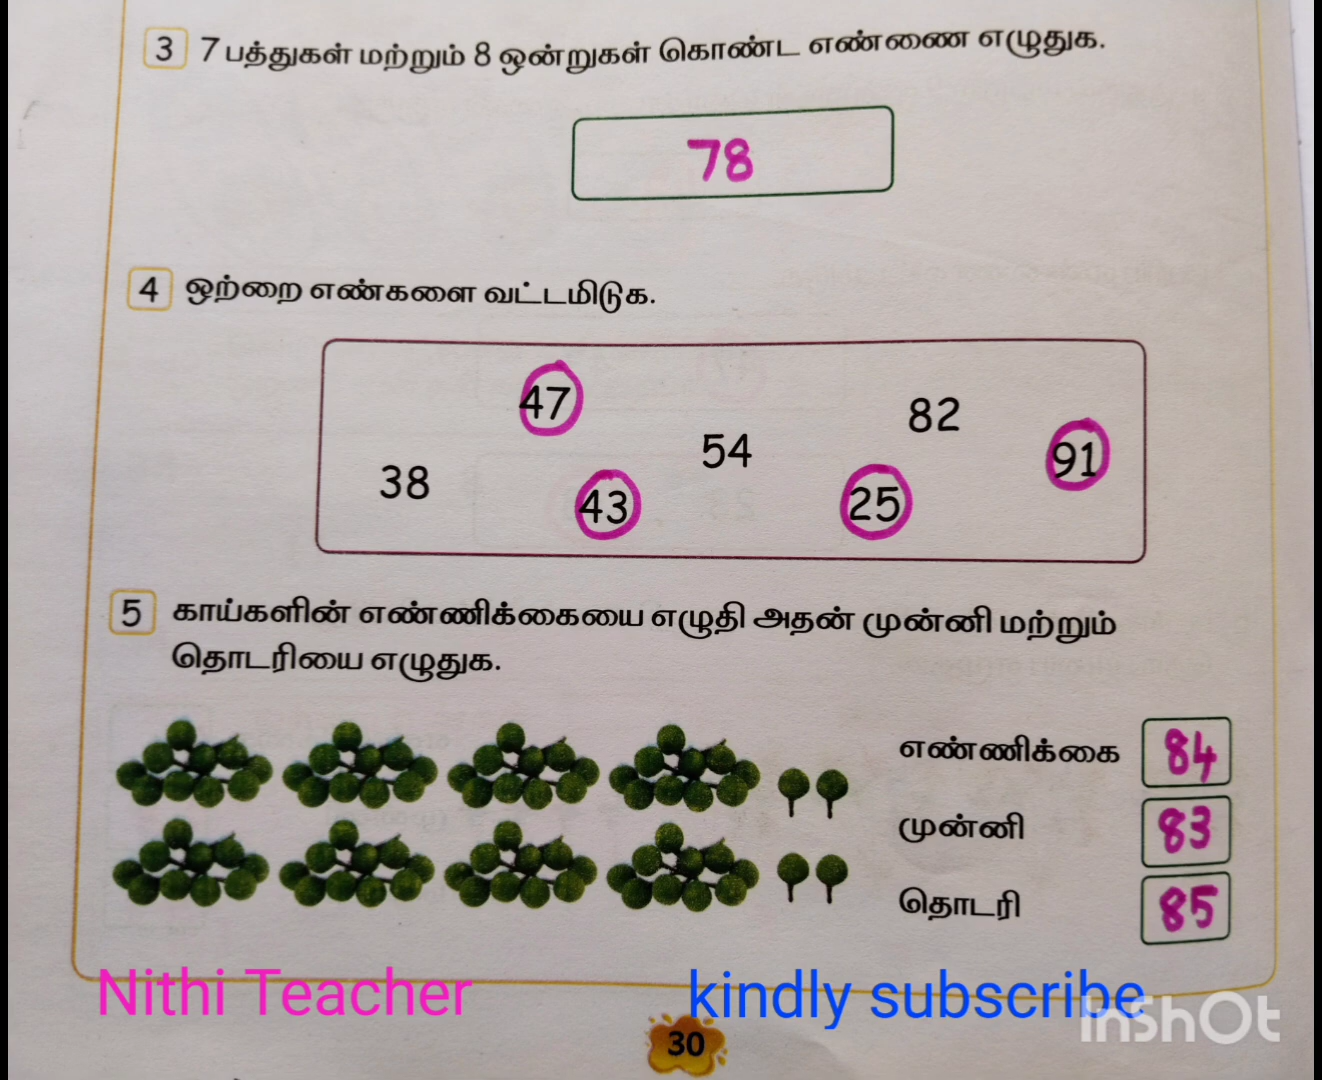 3 7 பத்துகள் மற்றும் 8 ஒன்றுகள் கொண்ட எண்ணை எழுதுக.
78
4 ஒற்றை எண்களை வட்டமிடுக.
47
82
54
91
38
43
25
5 காய்களின் எண்ணிக்கையை எழுதி அதன் முன்னி மற்றும்
தொடரியை எழுதுக.
எண்ணிக்கை 84
முன்னி 83
தொடரி 85
Nithi Teacher
kindly subscribe
InShOt
30